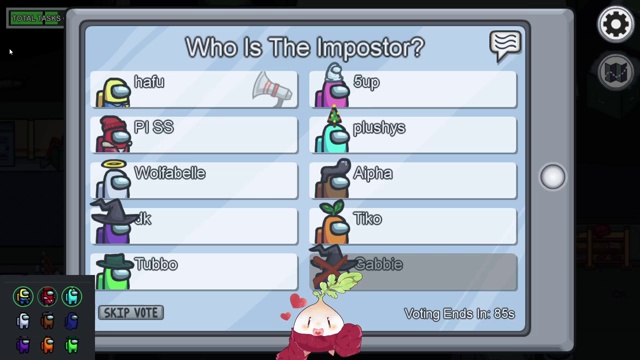 TOTAL TASKS
Who Is The Impostor?
hafu
5up
PI SS
plushys
Wolfabelle
Aipha
dk
Tiko
Tubbo
Gabbie
SKIP VOTE
Voting Ends In: 85s